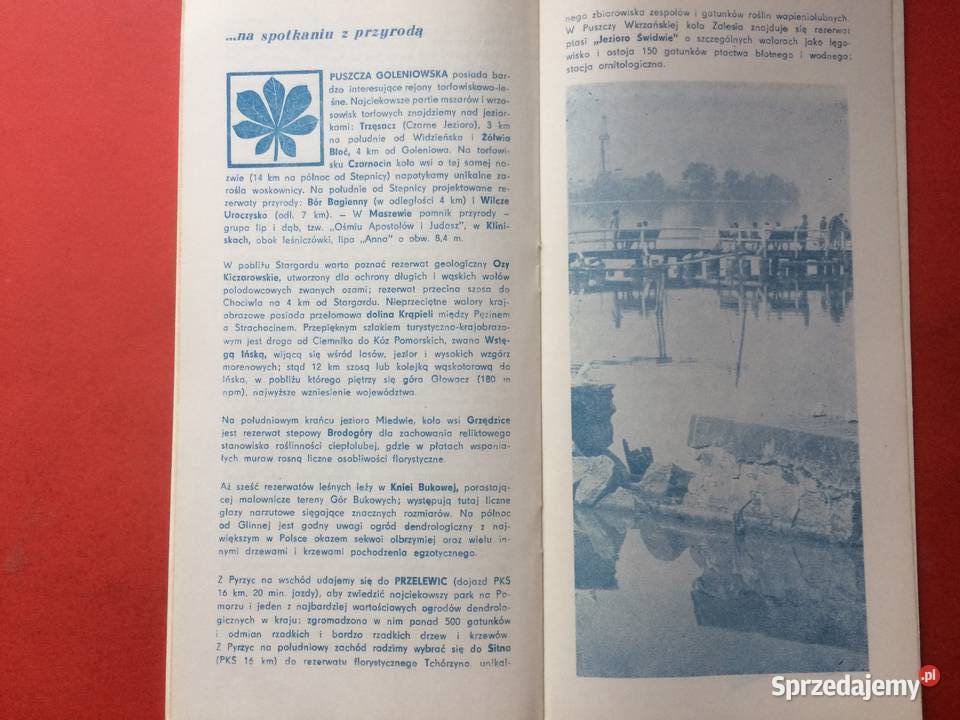 ...na spotkaniu z przyrodą
PUSZCZA GOLENIOWSKA posiada bar-
dzo interesujące rejony torfowiskowo-le-
śne. Najciekawsze partie mszarów i wrzo-
sowisk torfowych znajdziemy nad jezior-
kami: Trzęsacz (Czarne Jezioro), 3 km
na południe od Widzieńska i Żółwia
Błoć, 4 km od Goleniowa. Na torfowi-
sku Czarnocin koło wsi o tej samej na-
zwie (14 km na północ od Stepnicy) napotykamy unikalne za-
rośla woskownicy. Na południe od Stepnicy projektowane re-
zerwaty przyrody: Bór Bagienny (w odległości 4 km) i Wilcze
Uroczysko (odl. 7 km). — W Maszewie pomnik przyrody –
grupa lip i dąb, tzw. „Ośmiu Apostołów i Judasz", w Klini-
skach, obok leśniczówki, lipa „Anna" o obw. 8,4 m.
W pobliżu Stargardu warto poznać rezerwat geologiczny Ozy
Kiczarowskie, utworzony dla ochrony długich i wąskich wałów
polodowcowych zwanych ozami; rezerwat przecina szosa do
Chociwla na 4 km od Stargardu. Nieprzeciętne walory kraj-
obrazowe posiada przełomowa dolina Krąpieli między Pęzinem
a Strachocinem. Przepięknym szlakiem turystyczno-krajobrazo-
wym jest droga od Ciemnika do Kóz Pomorskich, zwana Wstę-
gą Ińską, wijącą się wśród lasów, jezior i wysokich wzgórz
morenowych; stąd 12 km szosą lub kolejką wąskotorową do
Ińska, w pobliżu którego piętrzy się góra Głowacz (180 m
npm), najwyższe wzniesienie województwa.
Na południowym krańcu jeziora Miedwie, koło wsi Grzędzice
jest rezerwat stepowy Brodogóry dla zachowania reliktowego
stanowiska roślinności ciepłolubnej, gdzie w płatach wspania-
łych muraw rosną liczne osobliwości florystyczne.
Aż sześć rezerwatów leśnych leży w Kniei Bukowej, porastają-
cej malownicze tereny Gór Bukowych; występują tutaj liczne
głazy narzutowe sięgające znacznych rozmiarów. Na północ
od Glinnej jest godny uwagi ogród dendrologiczny z naj-
większym w Polsce okazem sekwoi olbrzymiej oraz wielu in-
nymi drzewami i krzewami pochodzenia egzotycznego.
Z Pyrzyc na wschód udajemy się do PRZELEWIC (dojazd PKS
16 km, 20 min. jazdy), aby zwiedzić najciekawszy park na Po-
morzu i jeden z najbardziej wartościowych ogrodów dendrolo-
gicznych w kraju: zgromadzono w nim ponad 500 gatunków
i odmian rzadkich i bardzo rzadkich drzew i krzewów.
Z Pyrzyc na południowy zachód radzimy wybrać się do Sitna
(PKS 16 km) do rezerwatu florystycznego Tchórzyno, unikal-
nego zbiorowiska zespołów i gatunków roślin wapieniolubnych.
W Puszczy Wkrzańskiej koło Zalesia znajduje się rezerwat
ptasi „Jezioro Świdwie" o szczególnych walorach jako lęgo-
wisko i ostoja 150 gatunków ptactwa błotnego i wodnego;
stacja ornitologiczna.
Sprzedajemy.pl